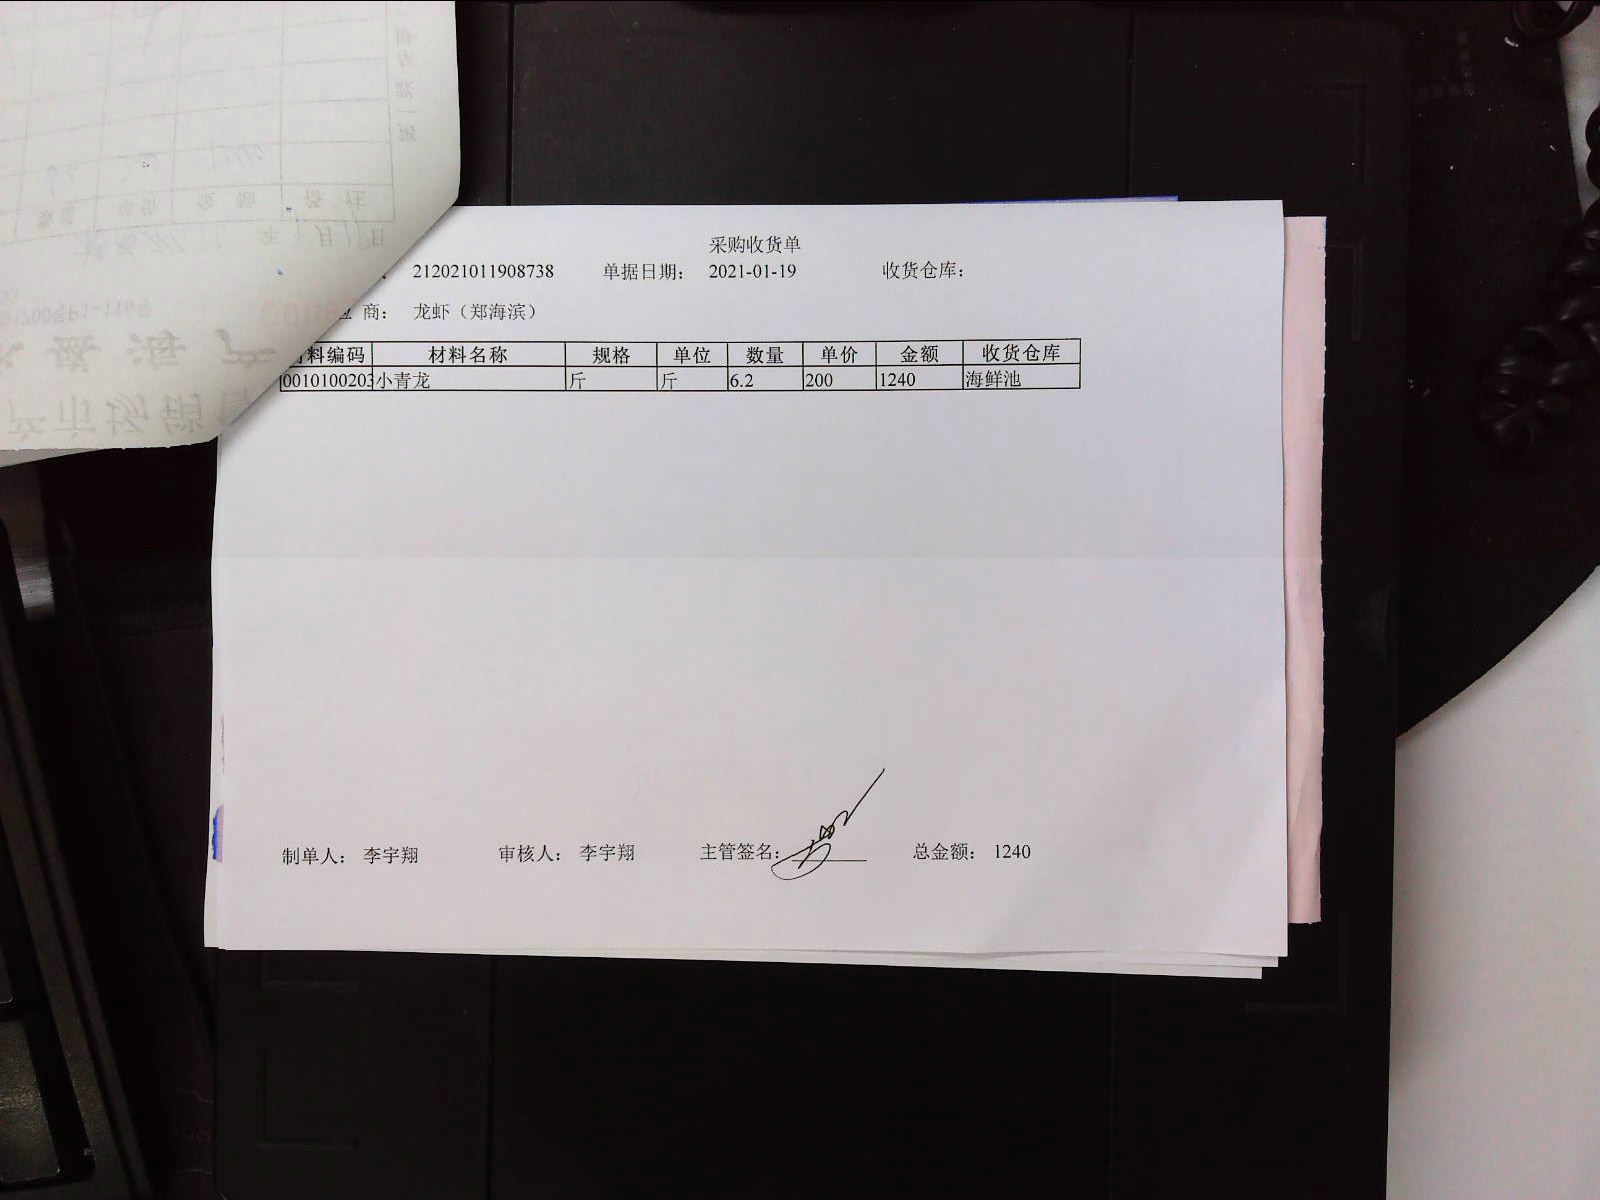 采购收货单
212021011908738 单据日期： 2021-01-19 收货仓库：
商： 龙虾（郑海滨）
料编码 材料名称 规格 单位 数量 单价 金额 收货仓库
0010100203 小青龙 斤 斤 6.2 200 1240 海鲜池
制单人： 李宇翔 审核人： 李宇翔 主管签名： 总金额： 1240